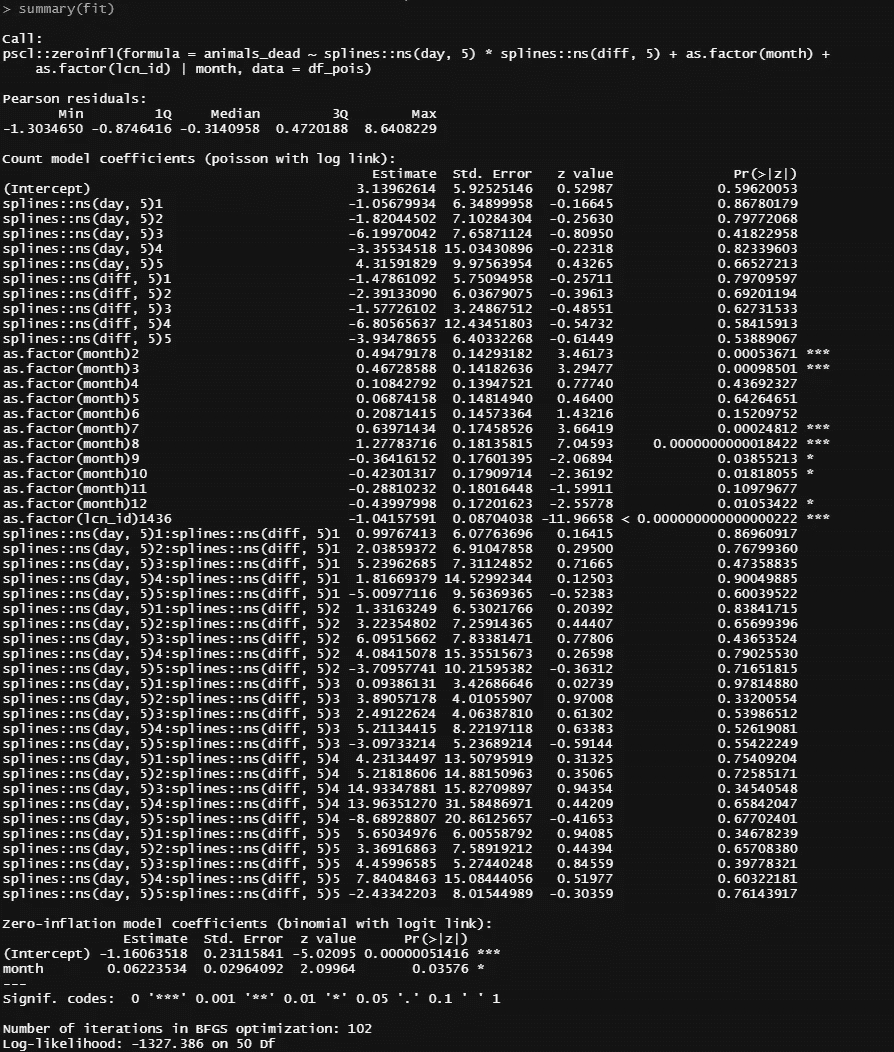 > summary(fit)
Call:
pscl::zeroinfl(formula = animals_dead ~ splines::ns(day, 5) * splines::ns(diff, 5) + as.factor(month) +
    as.factor(lcn_id) | month, data = df_pois)
Pearson residuals:
       Min         1Q     Median         3Q        Max
-1.3034650 -0.8746416 -0.3140958  0.4720188  8.6408229
Count model coefficients (poisson with log link):
Estimate Std. Error z value Pr(>|z|)
(Intercept) 3.13962614 5.92525146 0.52987 0.59620053
splines::ns(day, 5)1 -1.05679934 6.34899958 -0.16645 0.86780179
splines::ns(day, 5)2 -1.82044502 7.10284304 -0.25630 0.79772068
splines::ns(day, 5)3 -6.19970042 7.65871124 -0.80950 0.41822958
splines::ns(day, 5)4 -3.35534518 15.03430896 -0.22318 0.82339603
splines::ns(day, 5)5 4.31591829 9.97563954 0.43265 0.66527213
splines::ns(diff, 5)1 -1.47861092 5.75094958 -0.25711 0.79709597
splines::ns(diff, 5)2 -2.39133090 6.03679075 -0.39613 0.69201194
splines::ns(diff, 5)3 -1.57726102 3.24867512 -0.48551 0.62731533
splines::ns(diff, 5)4 -6.80565637 12.43451803 -0.54732 0.58415913
splines::ns(diff, 5)5 -3.93478655 6.40332268 -0.61449 0.53889067
as.factor(month)2 0.49479178 0.14293182 3.46173 0.00053671 ***
as.factor(month)3 0.46728588 0.14182636 3.29477 0.00098501 ***
as.factor(month)4 0.10842792 0.13947521 0.77740 0.43692327
as.factor(month)5 0.06874158 0.14814940 0.46400 0.64264651
as.factor(month)6 0.20871415 0.14573364 1.43216 0.15209752
as.factor(month)7 0.63971434 0.17458526 3.66419 0.00024812 ***
as.factor(month)8 1.27783716 0.18135815 7.04593 0.0000000000018422 ***
as.factor(month)9 -0.36416152 0.17601395 -2.06894 0.03855213 *
as.factor(month)10 -0.42301317 0.17909714 -2.36192 0.01818055 *
as.factor(month)11 -0.28810232 0.18016448 -1.59911 0.10979677
as.factor(month)12 -0.43997998 0.17201623 -2.55778 0.01053422 *
as.factor(lcn_id)1436 -1.04157591 0.08704038 -11.96658 < 0.000000000000000222 ***
splines::ns(day, 5)1:splines::ns(diff, 5)1 0.99767413 6.07763696 0.16415 0.86960917
splines::ns(day, 5)2:splines::ns(diff, 5)1 2.03859372 6.91047858 0.29500 0.76799360
splines::ns(day, 5)3:splines::ns(diff, 5)1 5.23962685 7.31124852 0.71665 0.47358835
splines::ns(day, 5)4:splines::ns(diff, 5)1 1.81669379 14.52992344 0.12503 0.90049885
splines::ns(day, 5)5:splines::ns(diff, 5)1 -5.00977116 9.56369365 -0.52383 0.60039522
splines::ns(day, 5)1:splines::ns(diff, 5)2 1.33163249 6.53021766 0.20392 0.83841715
splines::ns(day, 5)2:splines::ns(diff, 5)2 3.22354802 7.25914365 0.44407 0.65699396
splines::ns(day, 5)3:splines::ns(diff, 5)2 6.09515662 7.83381471 0.77806 0.43653524
splines::ns(day, 5)4:splines::ns(diff, 5)2 4.08415078 15.35515673 0.26598 0.79025530
splines::ns(day, 5)5:splines::ns(diff, 5)2 -3.70957741 10.21595382 -0.36312 0.71651815
splines::ns(day, 5)1:splines::ns(diff, 5)3 0.09386131 3.42686646 0.02739 0.97814880
splines::ns(day, 5)2:splines::ns(diff, 5)3 3.89057178 4.01055907 0.97008 0.33200554
splines::ns(day, 5)3:splines::ns(diff, 5)3 2.49122624 4.06387810 0.61302 0.53986512
splines::ns(day, 5)4:splines::ns(diff, 5)3 5.21134415 8.22197118 0.63383 0.52619081
splines::ns(day, 5)5:splines::ns(diff, 5)3 -3.09733214 5.23689214 -0.59144 0.55422249
splines::ns(day, 5)1:splines::ns(diff, 5)4 4.23134497 13.50795919 0.31325 0.75409204
splines::ns(day, 5)2:splines::ns(diff, 5)4 5.21818606 14.88150963 0.35065 0.72585171
splines::ns(day, 5)3:splines::ns(diff, 5)4 14.93347881 15.82709897 0.94354 0.34540548
splines::ns(day, 5)4:splines::ns(diff, 5)4 13.96351270 31.58486971 0.44209 0.65842047
splines::ns(day, 5)5:splines::ns(diff, 5)4 -8.68928807 20.86125657 -0.41653 0.67702401
splines::ns(day, 5)1:splines::ns(diff, 5)5 5.65034976 6.00558792 0.94085 0.34678239
splines::ns(day, 5)2:splines::ns(diff, 5)5 3.36916863 7.58919212 0.44394 0.65708380
splines::ns(day, 5)3:splines::ns(diff, 5)5 4.45996585 5.27440248 0.84559 0.39778321
splines::ns(day, 5)4:splines::ns(diff, 5)5 7.84048463 15.08444056 0.51977 0.60322181
splines::ns(day, 5)5:splines::ns(diff, 5)5 -2.43342203 8.01544989 -0.30359 0.76143917
Zero-inflation model coefficients (binomial with logit link):
Estimate Std. Error z value Pr(>|z|)
(Intercept) -1.16063518 0.23115841 -5.02095 0.00000051416 ***
month 0.06223534 0.02964092 2.09964 0.03576 *
---
Signif. codes:  0 '***' 0.001 '**' 0.01 '*' 0.05 '.' 0.1 ' ' 1
Number of iterations in BFGS optimization: 102
Log-likelihood: -1327.386 on 50 Df